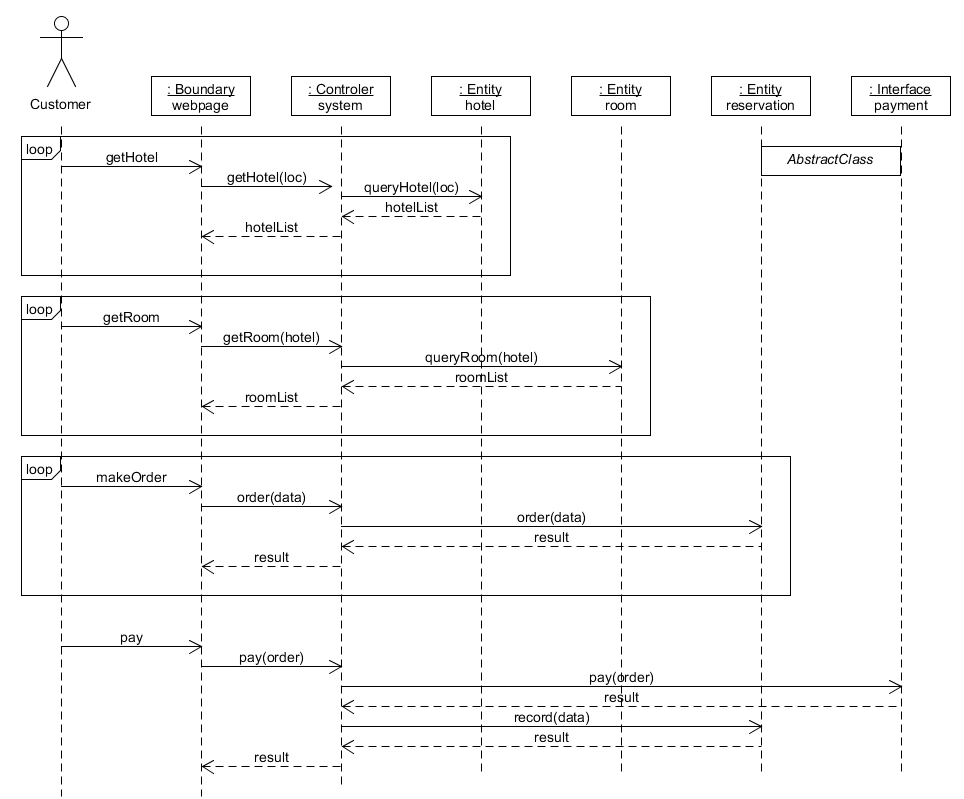 Customer
: Boundary
webpage
: Controler
system
: Entity
hotel
: Entity
room
: Entity
reservation
: Interface
payment
loop
getHotel
AbstractClass
getHotel(loc)
queryHotel(loc)
hotelList
hotelList
loop
getRoom
getRoom(hotel)
queryRoom(hotel)
roomList
roomList
loop
makeOrder
order(data)
order(data)
result
result
pay
pay(order)
pay(order)
result
record(data)
result
result